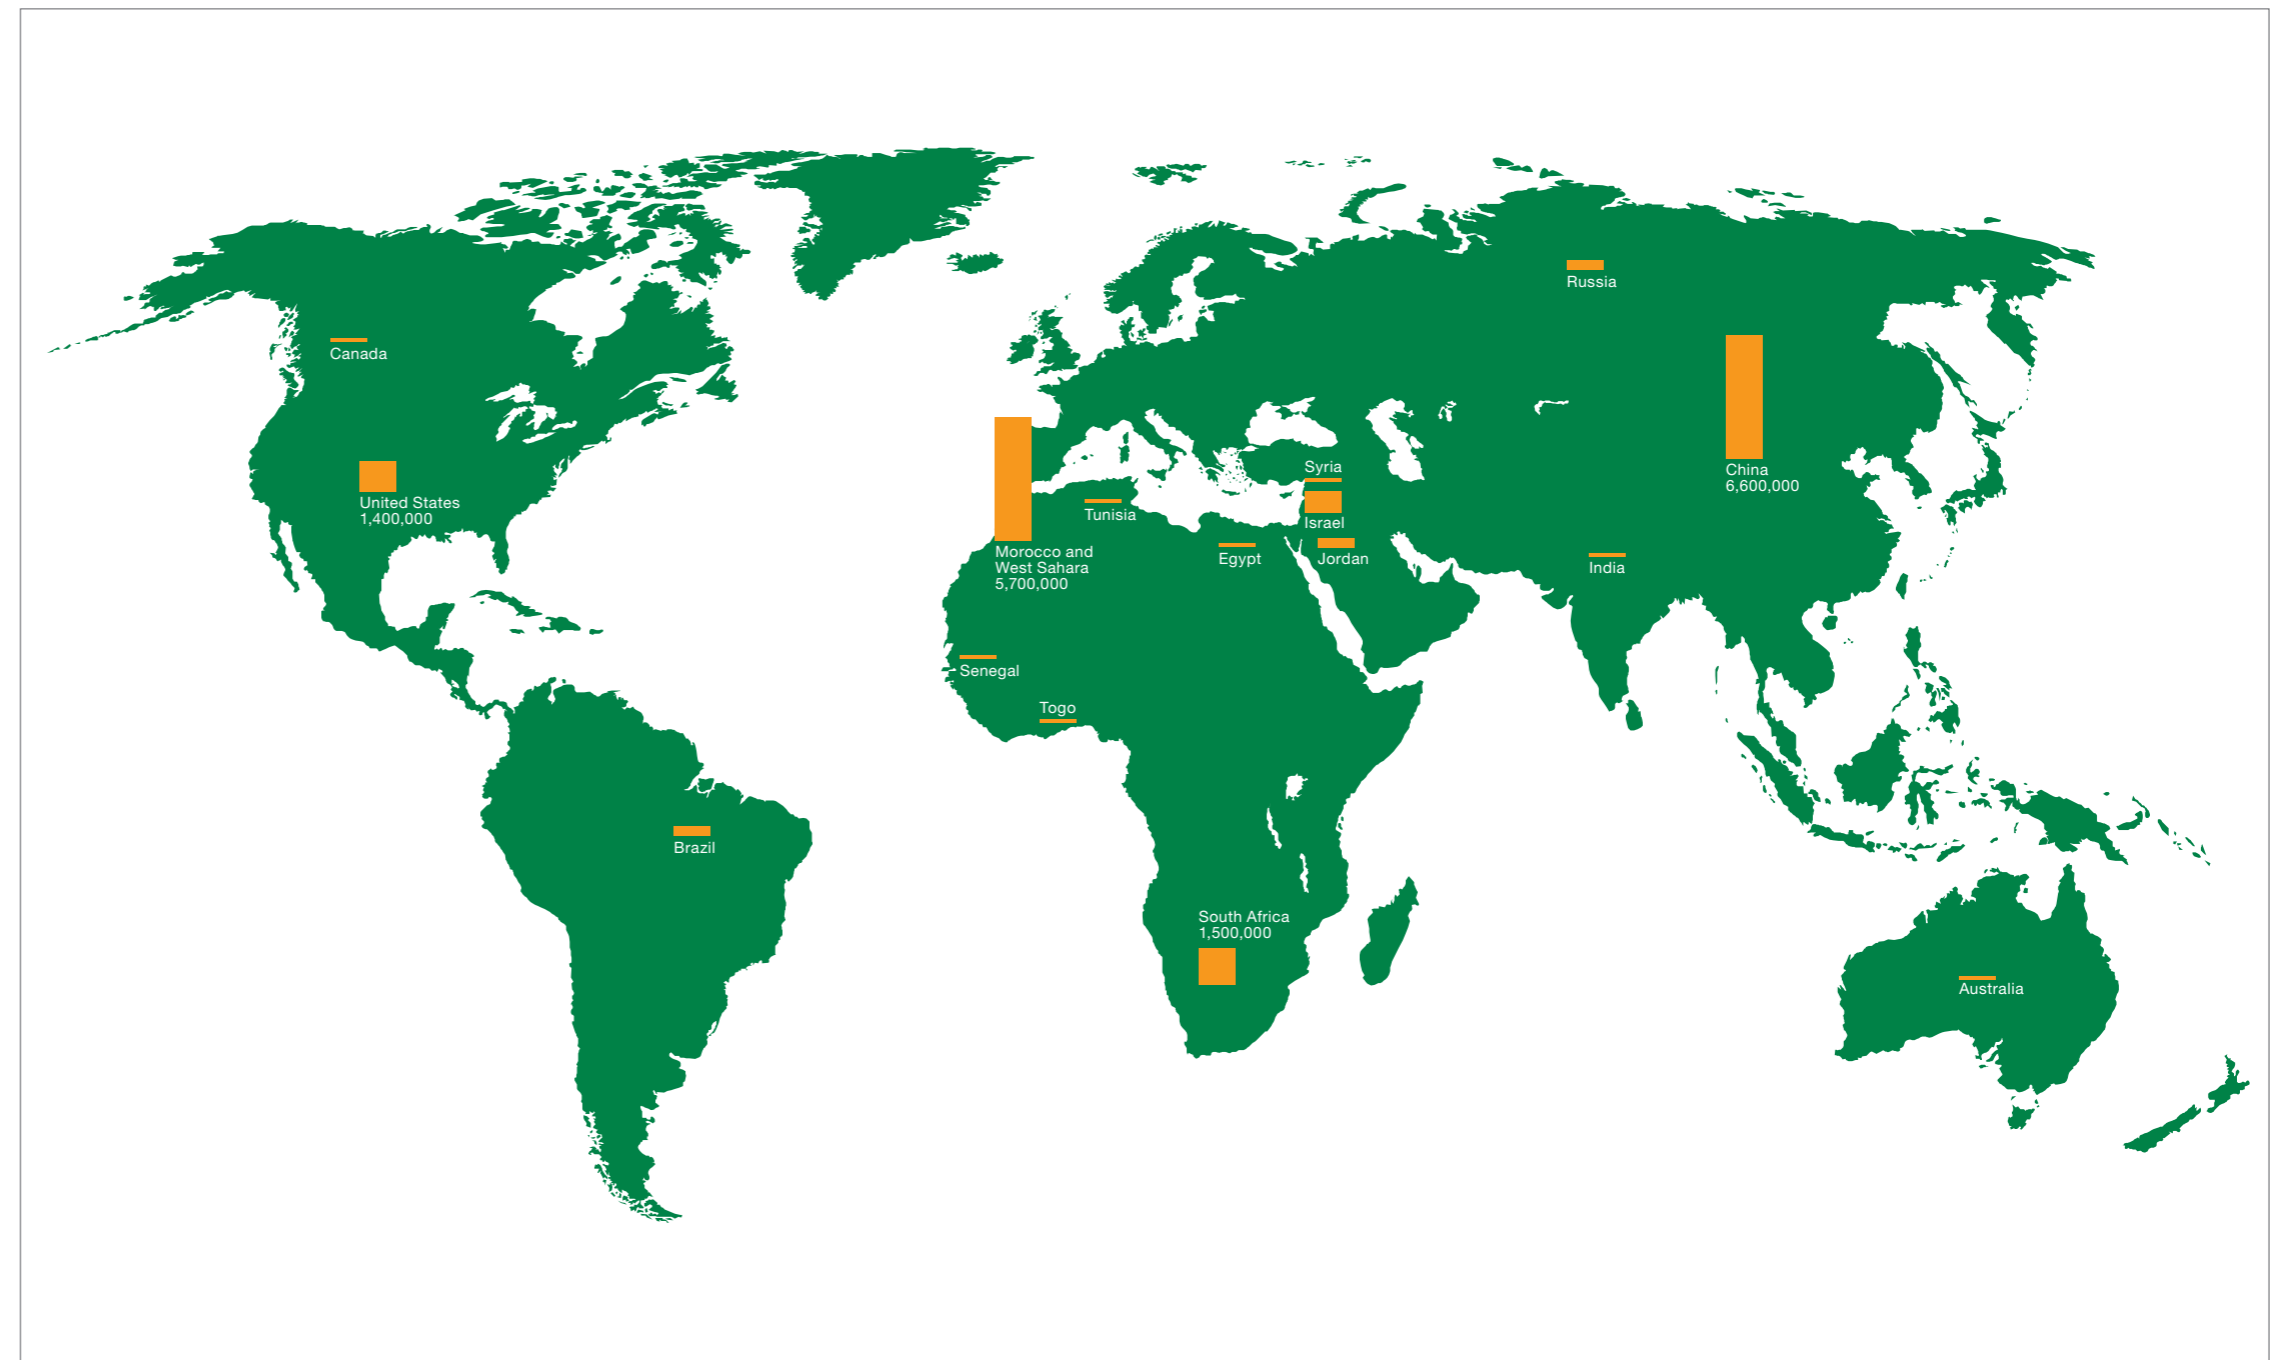 Russia
Canada
China
6,600,000
Syria
United States
1,400,000
Tunisia
Israel
Morocco and
West Sahara
5,700,000
Egypt
Jordan
India
Senegal
Togo
Brazil
South Africa
1,500,000
Australia